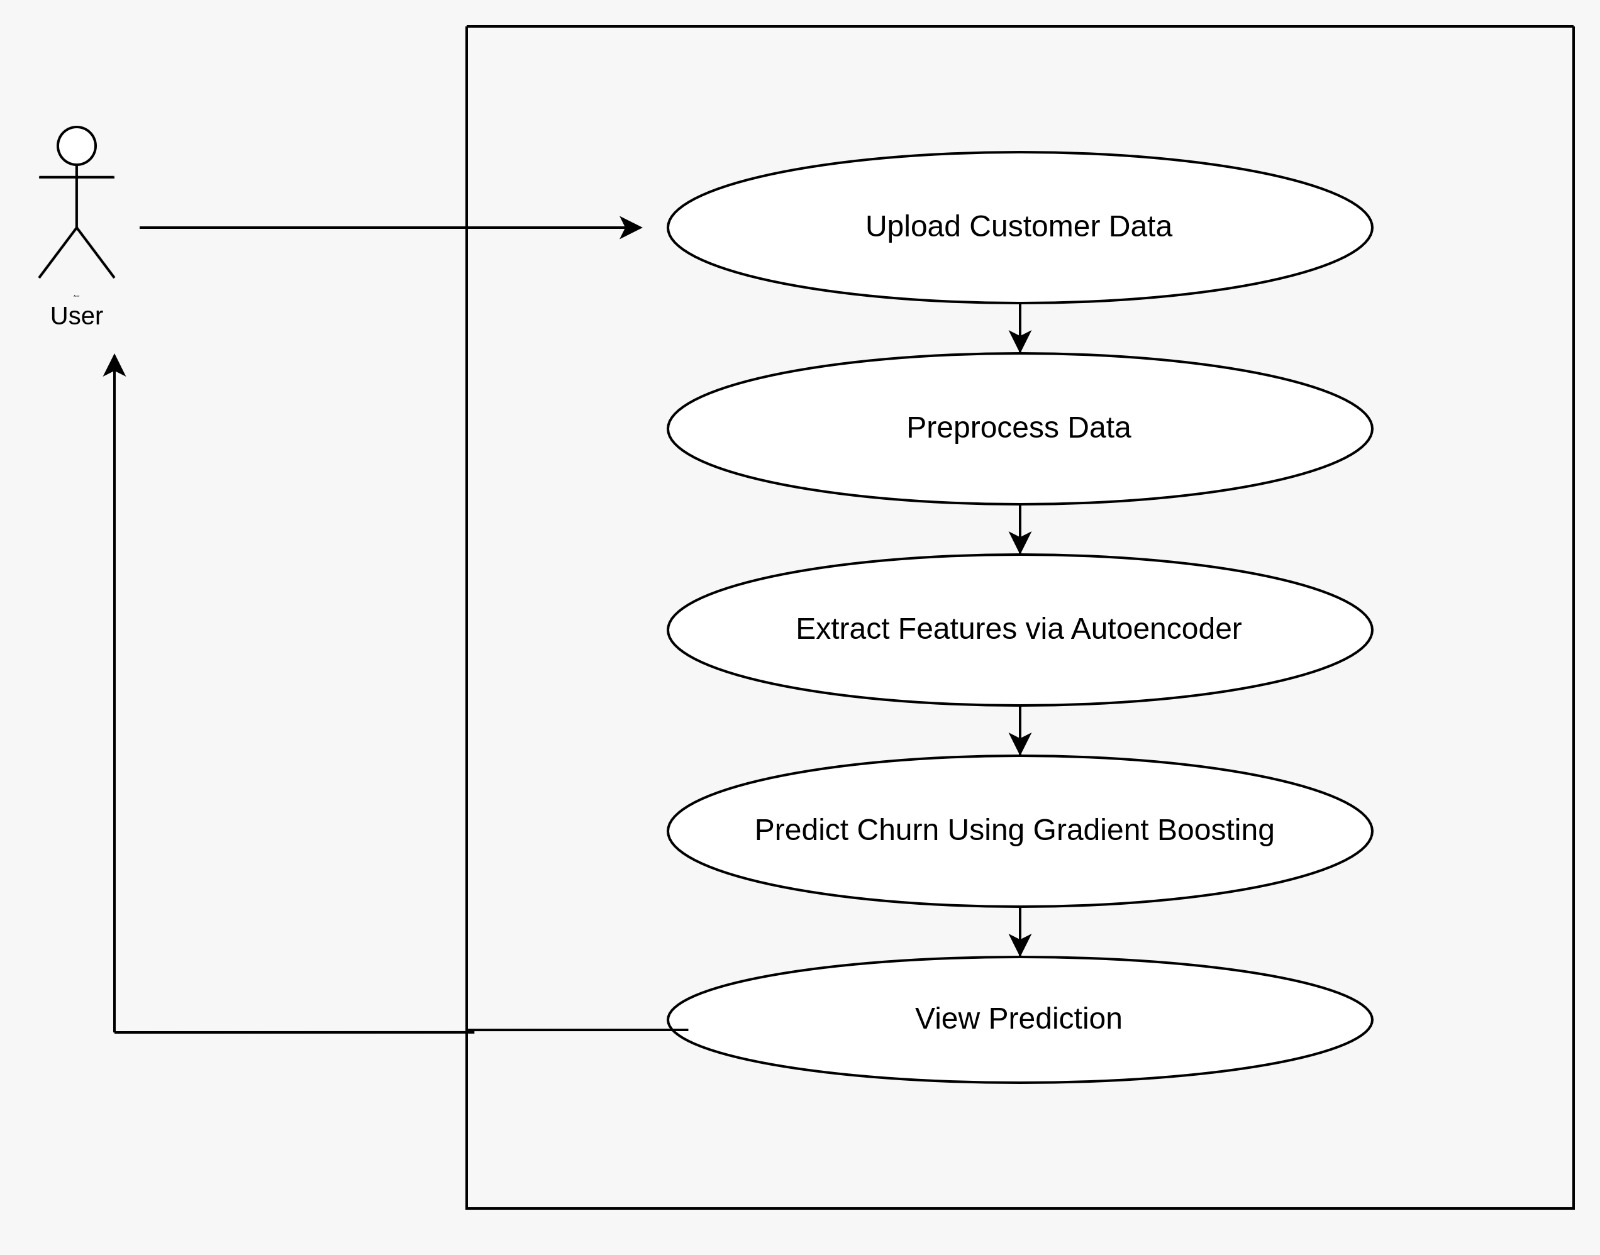 User
Upload Customer Data
Preprocess Data
Extract Features via Autoencoder
Predict Churn Using Gradient Boosting
View Prediction